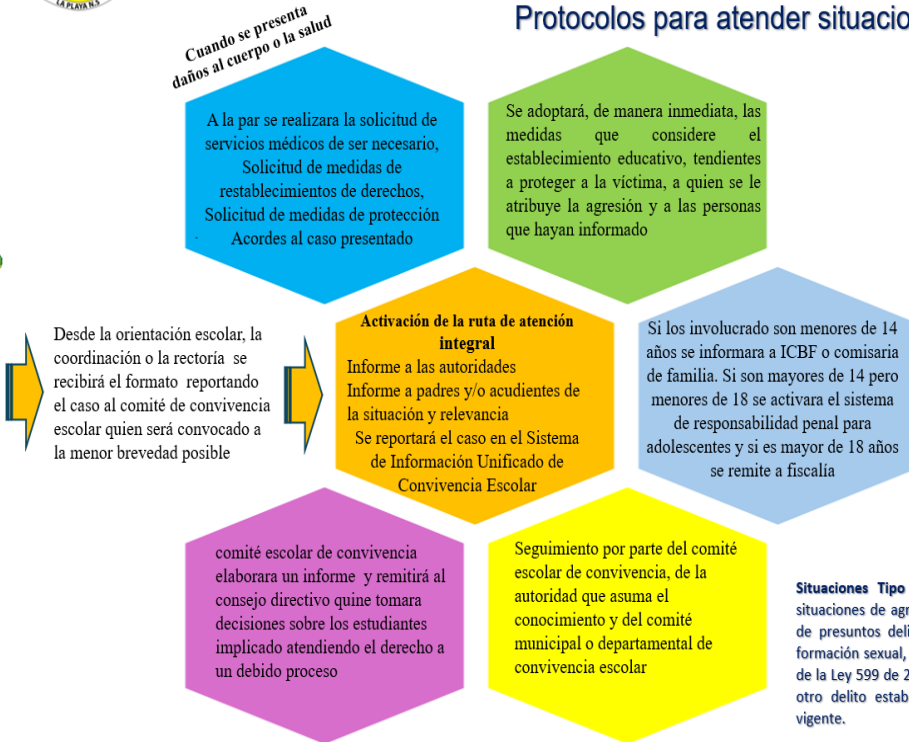 LA PLAYA N.S
Protocolos para atender
Cuando se presenta
daños al cuerpo o la salud
A la par se realizara la solicitud de
servicios médicos de ser necesario,
Solicitud de medidas de
restablecimientos de derechos,
Solicitud de medidas de protección
Acordes al caso presentado
Se adoptará, de manera inmediata, las
medidas que considere el
establecimiento educativo, tendientes
a proteger a la víctima, a quien se le
atribuye la agresión y a las personas
que hayan informado
Desde la orientación escolar, la
coordinación o la rectoría se
recibirá el formato reportando
el caso al comité de convivencia
escolar quien será convocado a
la menor brevedad posible
Activación de la ruta de atención
integral
Informe a las autoridades
Informe a padres y/o acudientes de
la situación y relevancia
Se reportará el caso en el Sistema
de Información Unificado de
Convivencia Escolar
Si los involucrado son menores de 14
años se informara a ICBF o comisaria
de familia. Si son mayores de 14 pero
menores de 18 se activara el sistema
de responsabilidad penal para
adolescentes y si es mayor de 18 años
se remite a fiscalía
comité escolar de convivencia
elaborara un informe y remitirá al
consejo directivo quine tomara
decisiones sobre los estudiantes
implicado atendiendo el derecho a
un debido proceso
Seguimiento por parte del comité
escolar de convivencia, de la
autoridad que asuma el
conocimiento y del comité
municipal o departamental de
convivencia escolar
Situaciones Tipo
situaciones de
de presuntos
formación sexual,
de la Ley 599 de
otro delito
vigente.